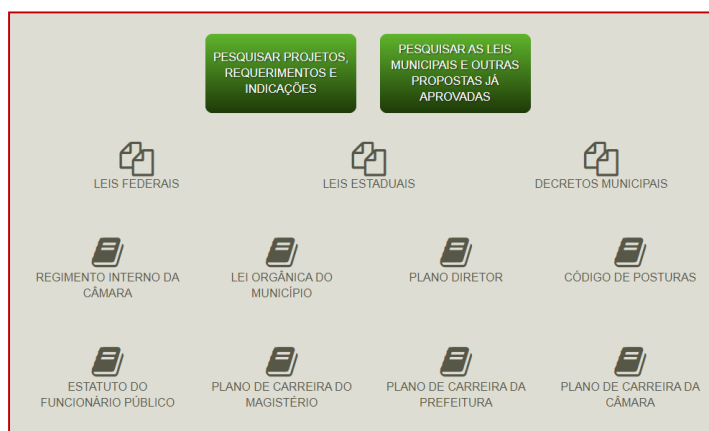 PESQUISAR PROJETOS,
REQUERIMENTOS E
INDICAÇÕES
PESQUISAR AS LEIS
MUNICIPAIS E OUTRAS
PROPOSTAS JÁ
APROVADAS
LEIS FEDERAIS
LEIS ESTADUAIS
DECRETOS MUNICIPAIS
REGIMENTO INTERNO DA
CÂMARA
LEI ORGÂNICA DO
MUNICÍPIO
PLANO DIRETOR
CÓDIGO DE POSTURAS
ESTATUTO DO
FUNCIONÁRIO PÚBLICO
PLANO DE CARREIRA DO
MAGISTÉRIO
PLANO DE CARREIRA DA
PREFEITURA
PLANO DE CARREIRA DA
CÂMARA